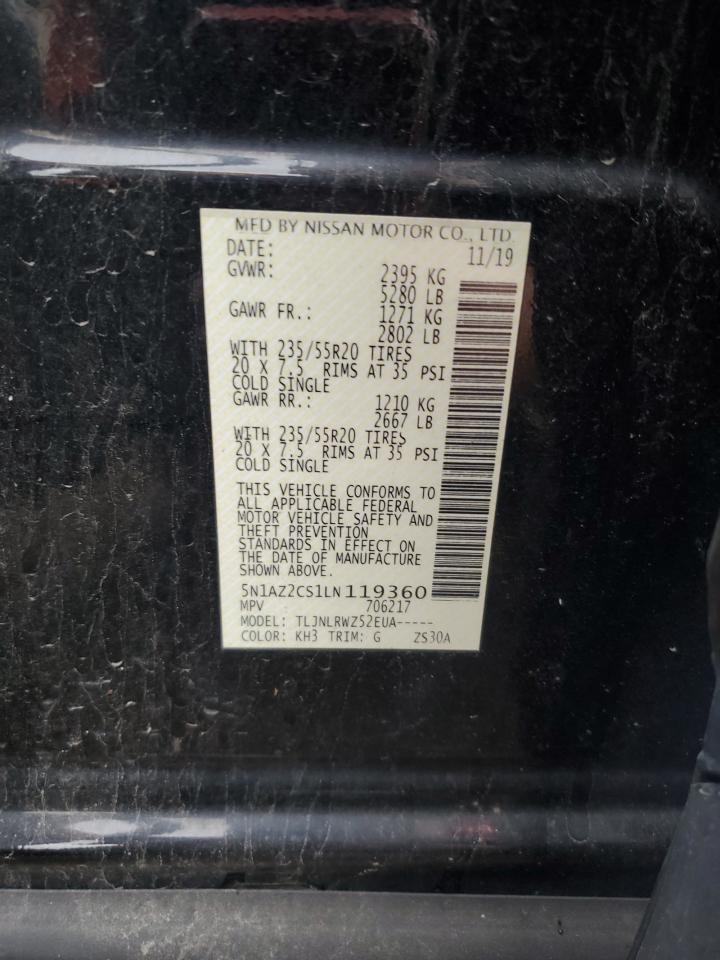 MFD BY NISSAN MOTOR CO., LTD.
DATE: 11/19
GVWR: 2395 KG
5280 LB
GAWR FR.: 1271 KG
2802 LB
WITH 235/55R20 TIRES
20 X 7.5 RIMS AT 35 PSI
COLD SINGLE
GAWR RR.: 1210 KG
2667 LB
WITH 235/55R20 TIRES
20 X 7.5 RIMS AT 35 PSI
COLD SINGLE
THIS VEHICLE CONFORMS TO
ALL APPLICABLE FEDERAL
MOTOR VEHICLE SAFETY AND
THEFT PREVENTION
STANDARDS IN EFFECT ON
THE DATE OF MANUFACTURE
SHOWN ABOVE.
5N1AZ2CS1LN119360
MPV 706217
MODEL: TLJNLRWZ52EUA-----
COLOR: KH3 TRIM: G ZS30A